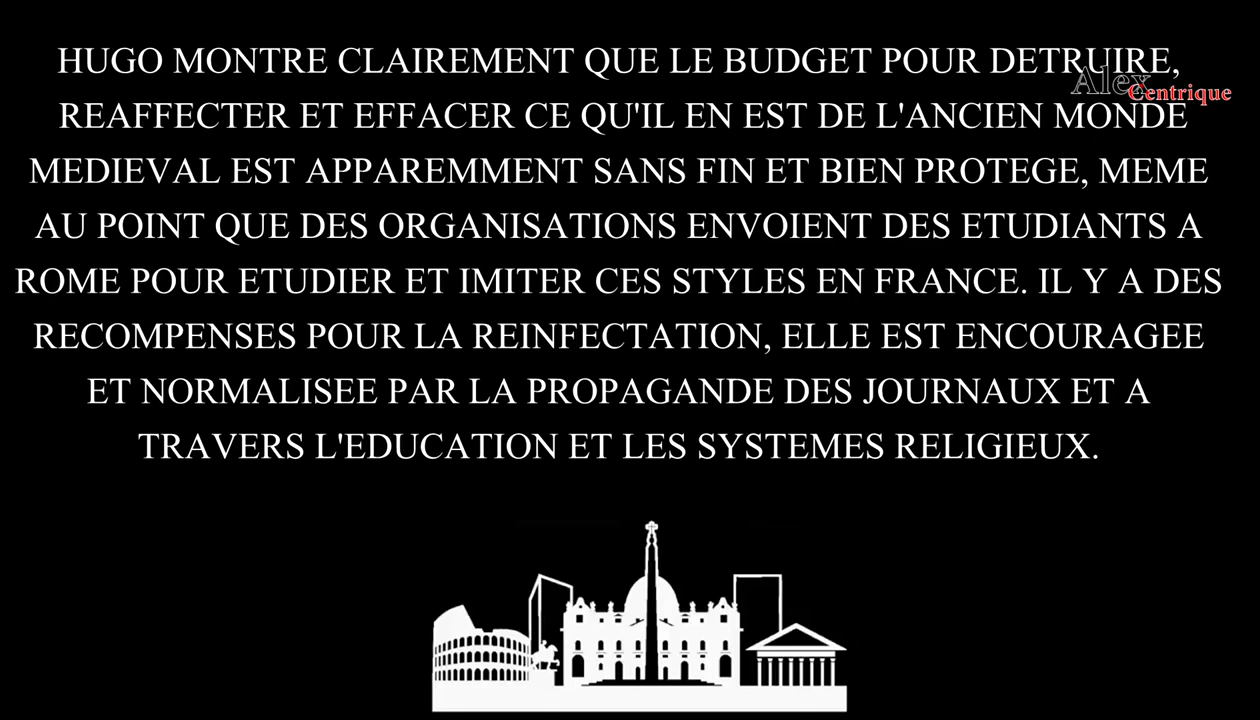 HUGO MONTRE CLAIREMENT QUE LE BUDGET POUR DETRUIRE,
Alex
Centrique
REAFFECTER ET EFFACER CE QU'IL EN EST DE L'ANCIEN MONDE
MEDIEVAL EST APPAREMMENT SANS FIN ET BIEN PROTEGE, MEME
AU POINT QUE DES ORGANISATIONS ENVOIENT DES ETUDIANTS A
ROME POUR ETUDIER ET IMITER CES STYLES EN FRANCE. IL Y A DES
RECOMPENSES POUR LA REINFECTATION, ELLE EST ENCOURAGEE
ET NORMALISEE PAR LA PROPAGANDE DES JOURNAUX ET A
TRAVERS L'EDUCATION ET LES SYSTEMES RELIGIEUX.